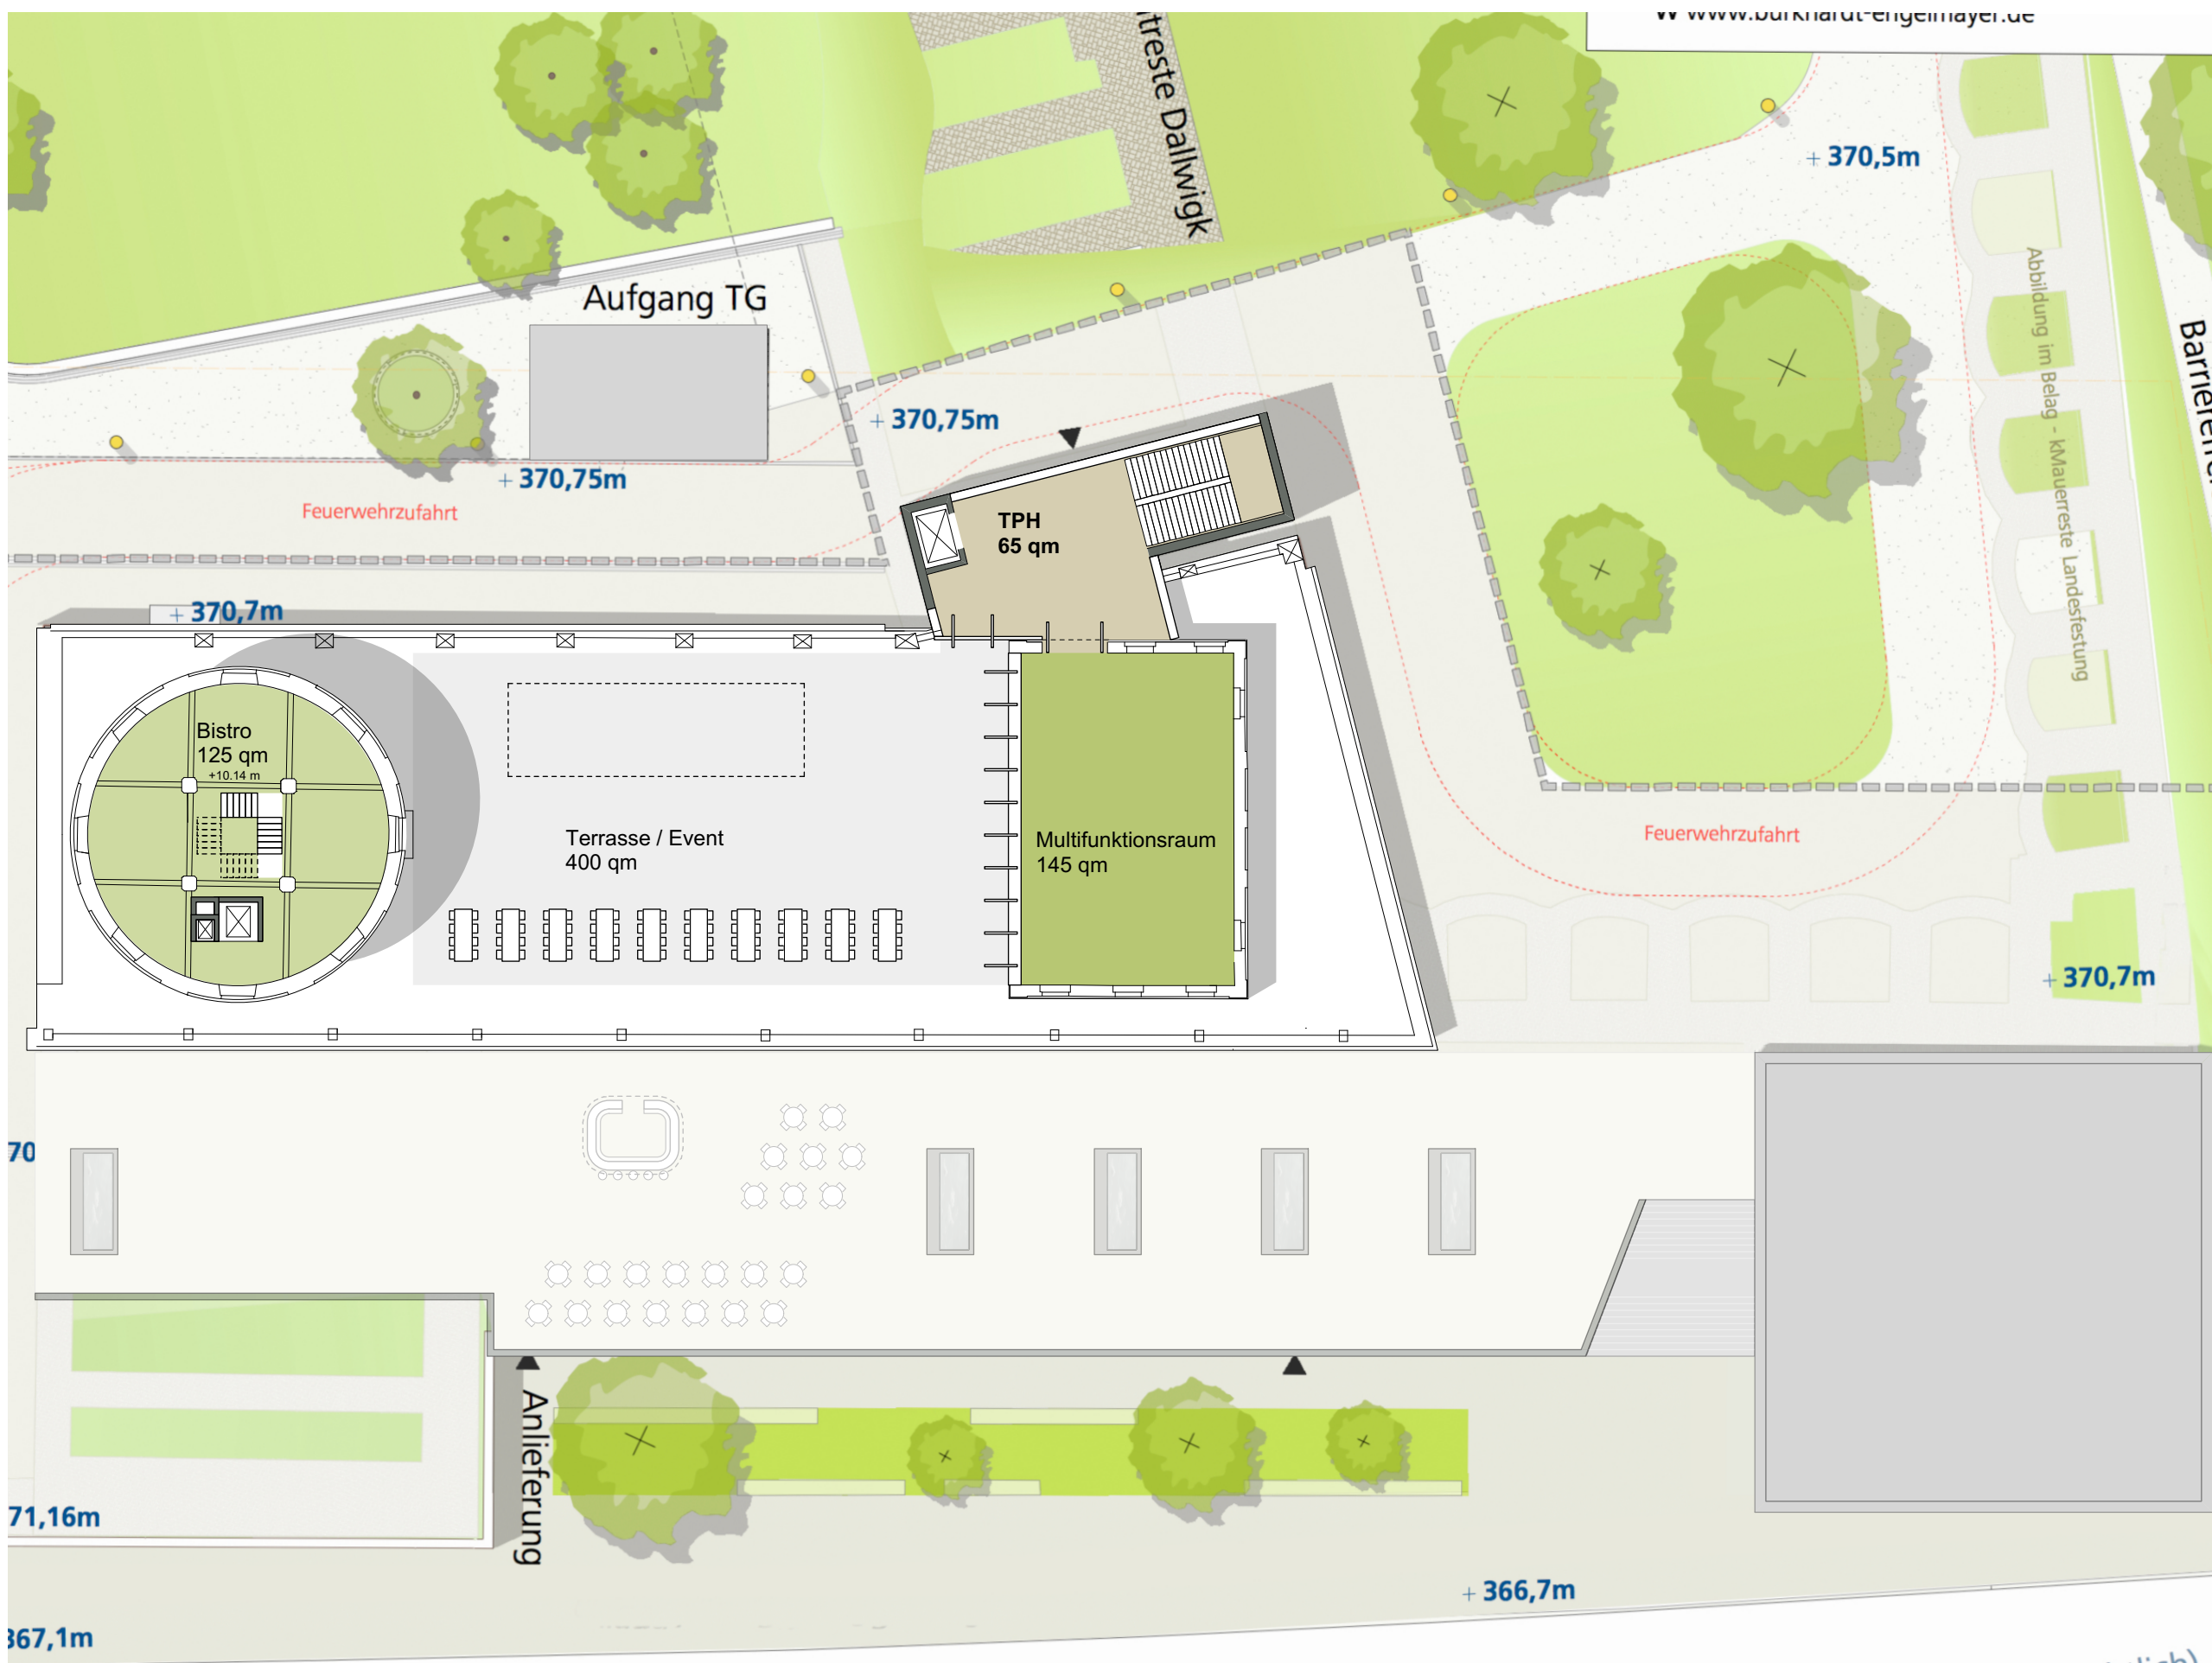 W www.burkhardt-engelmayer.de
Dallwigk
+ 370,5m
Aufgang TG
+ 370,75m
+ 370,75m
Feuerwehrzufahrt
TPH
65 qm
+ 370,7m
Abbildung im Belag - kMauerreste Landesfestung
Bistro
125 qm
+10.14 m
Terrasse / Event
400 qm
Multifunktionsraum
145 qm
Feuerwehrzufahrt
+ 370,7m
70
Anlieferung
71,16m
+ 366,7m
367,1m